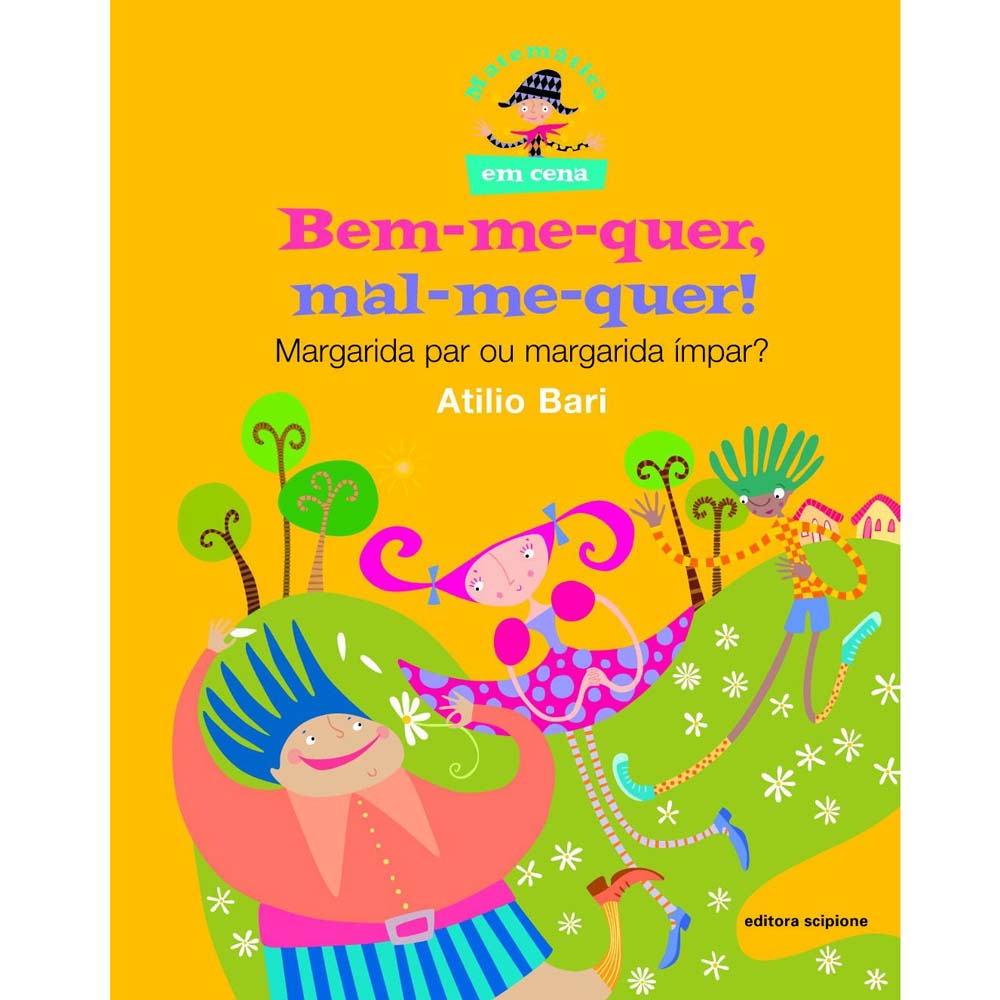 Matemática
em cena
Bem-me-quer,
mal-me-quer!
Margarida par ou margarida ímpar?
Atilio Bari
editora scipione